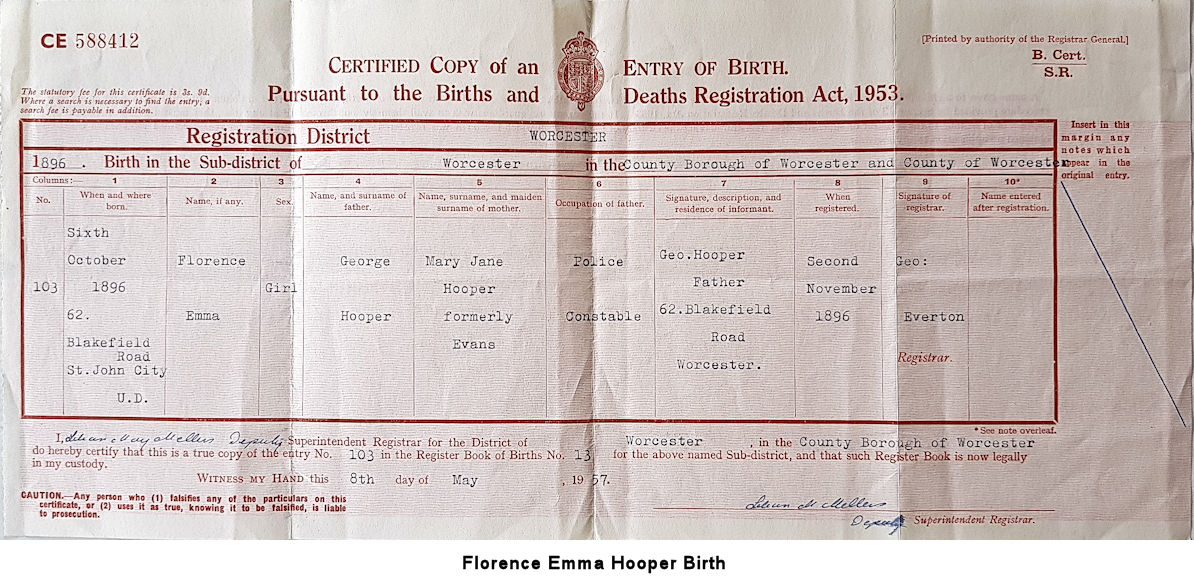 CE 588412
[Printed by authority of the Registrar General.]
B. Cert.
S.R.
CERTIFIED COPY of an ENTRY OF BIRTH.
Pursuant to the Births and Deaths Registration Act, 1953.
The statutory fee for this certificate is 3s. 9d.
Where a search is necessary to find the entry, a
search fee is payable in addition.
Registration District WORCESTER
1896 . Birth in the Sub-district of Worcester in the County Borough of Worcester and County of Worcester
Insert in this
margin any
notes which
appear in the
original entry.
Columns:— 1 2 3 4 5 6 7 8 9 10*
No.
When and where
born.
Name, if any.
Sex.
Name, and surname of
father.
Name, surname, and maiden
surname of mother.
Occupation of father.
Signature, description, and
residence of informant.
When
registered.
Signature of
registrar.
Name entered
after registration.
103
Sixth
October
1896
62.
Blakefield
Road
St.John City
U.D.
Florence
Emma
Girl
George
Hooper
Mary Jane
Hooper
formerly
Evans
Police
Constable
Geo.Hooper
Father
62.Blakefield
Road
Worcester.
Second
November
1896
Geo:
Everton
Registrar.
* See note overleaf.
I, Lilian May Mellers Deputy Superintendent Registrar for the District of Worcester , in the County Borough of Worcester
do hereby certify that this is a true copy of the entry No. 103 in the Register Book of Births No. 13 for the above named Sub-district, and that such Register Book is now legally
in my custody.
WITNESS MY HAND this 8th day of May , 1957.
CAUTION.—Any person who (1) falsifies any of the particulars on this
certificate, or (2) uses it as true, knowing it to be falsified, is liable
to prosecution.
Lilian M Mellers
Deputy Superintendent Registrar.
Florence Emma Hooper Birth